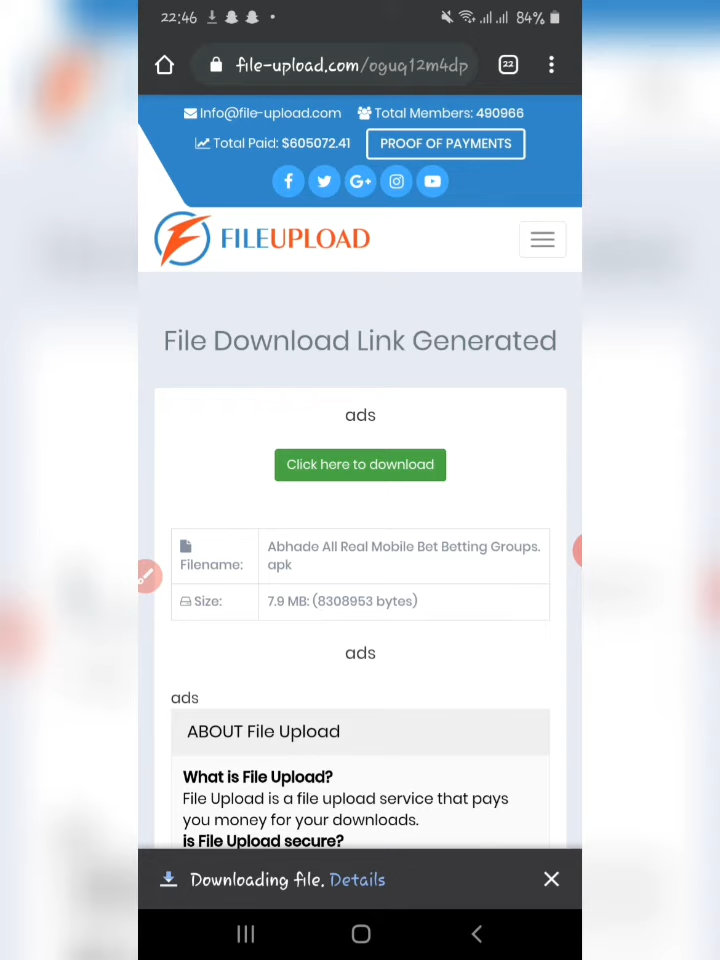 22:46
84%
file-upload.com/oguq12m4dp
22
Info@file-upload.com Total Members: 490966
Total Paid: $605072.41 PROOF OF PAYMENTS
FILEUPLOAD
File Download Link Generated
ads
Click here to download
Filename: Abhade All Real Mobile Bet Betting Groups.
apk
Size: 7.9 MB: (8308953 bytes)
ads
ads
ABOUT File Upload
What is File Upload?
File Upload is a file upload service that pays
you money for your downloads.
is File Upload secure?
Downloading file. Details